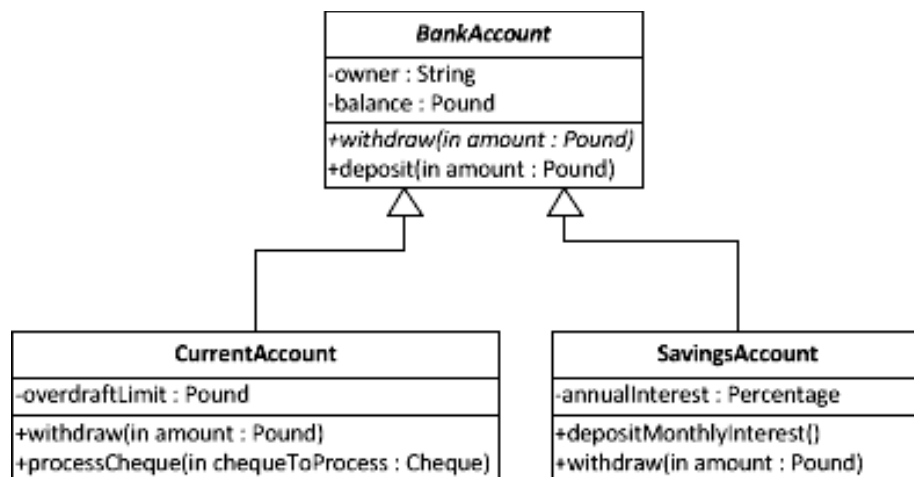 BankAccount
-owner : String
-balance : Pound
+withdraw(in amount : Pound)
+deposit(in amount : Pound)
CurrentAccount
-overdraftLimit : Pound
+withdraw(in amount : Pound)
+processCheque(in chequeToProcess : Cheque)
SavingsAccount
-annualInterest : Percentage
+depositMonthlyInterest()
+withdraw(in amount : Pound)